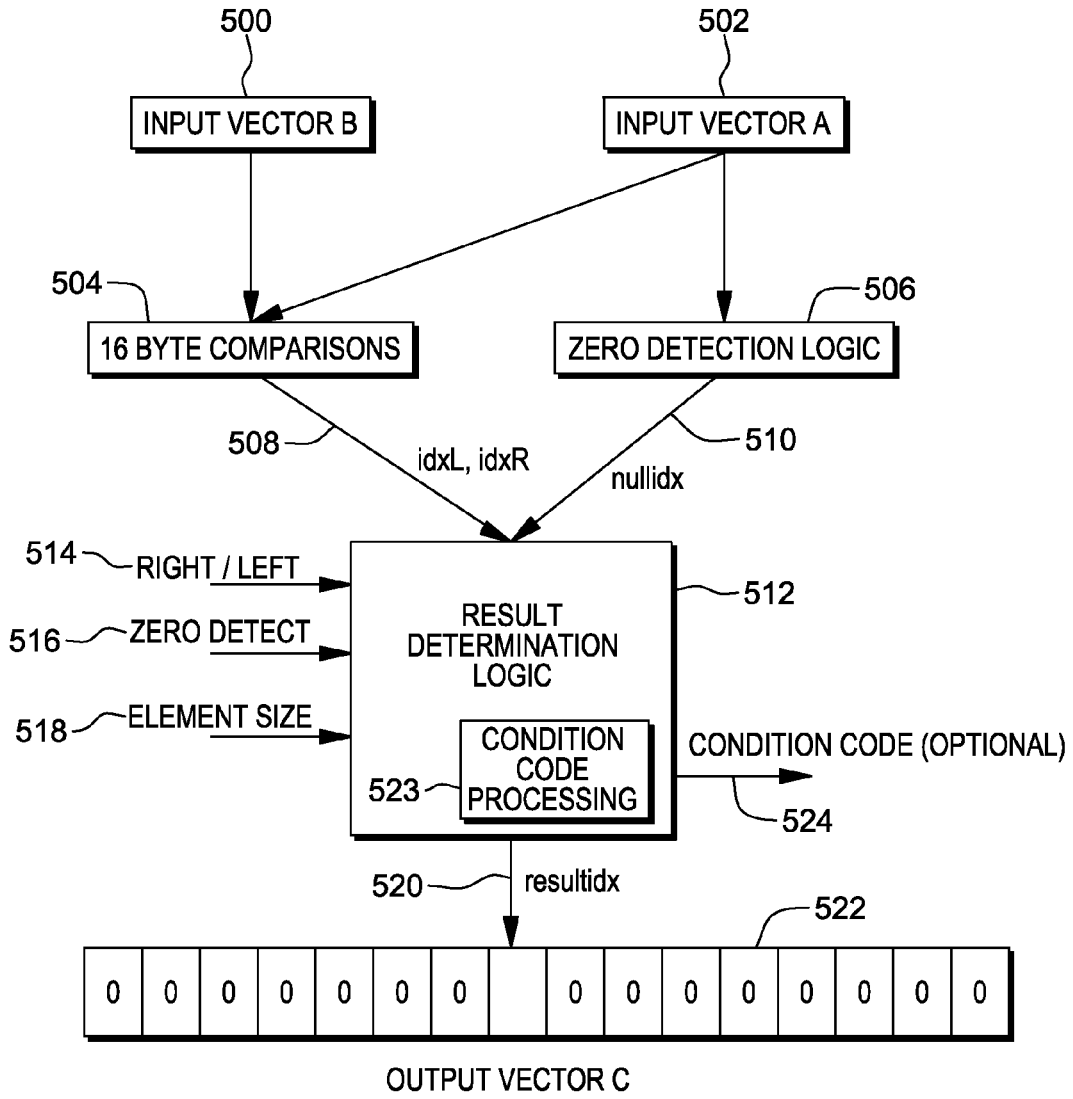 500
502
INPUT VECTOR B
INPUT VECTOR A
504
506
16 BYTE COMPARISONS
ZERO DETECTION LOGIC
508
510
idxL, idxR
nullidx
514
RIGHT / LEFT
512
RESULT
DETERMINATION
LOGIC
516
ZERO DETECT
518
ELEMENT SIZE
CONDITION
CODE
PROCESSING
523
CONDITION CODE (OPTIONAL)
524
520
resultidx
522
0 0 0 0 0 0 0 0 0 0 0 0 0 0 0
OUTPUT VECTOR C